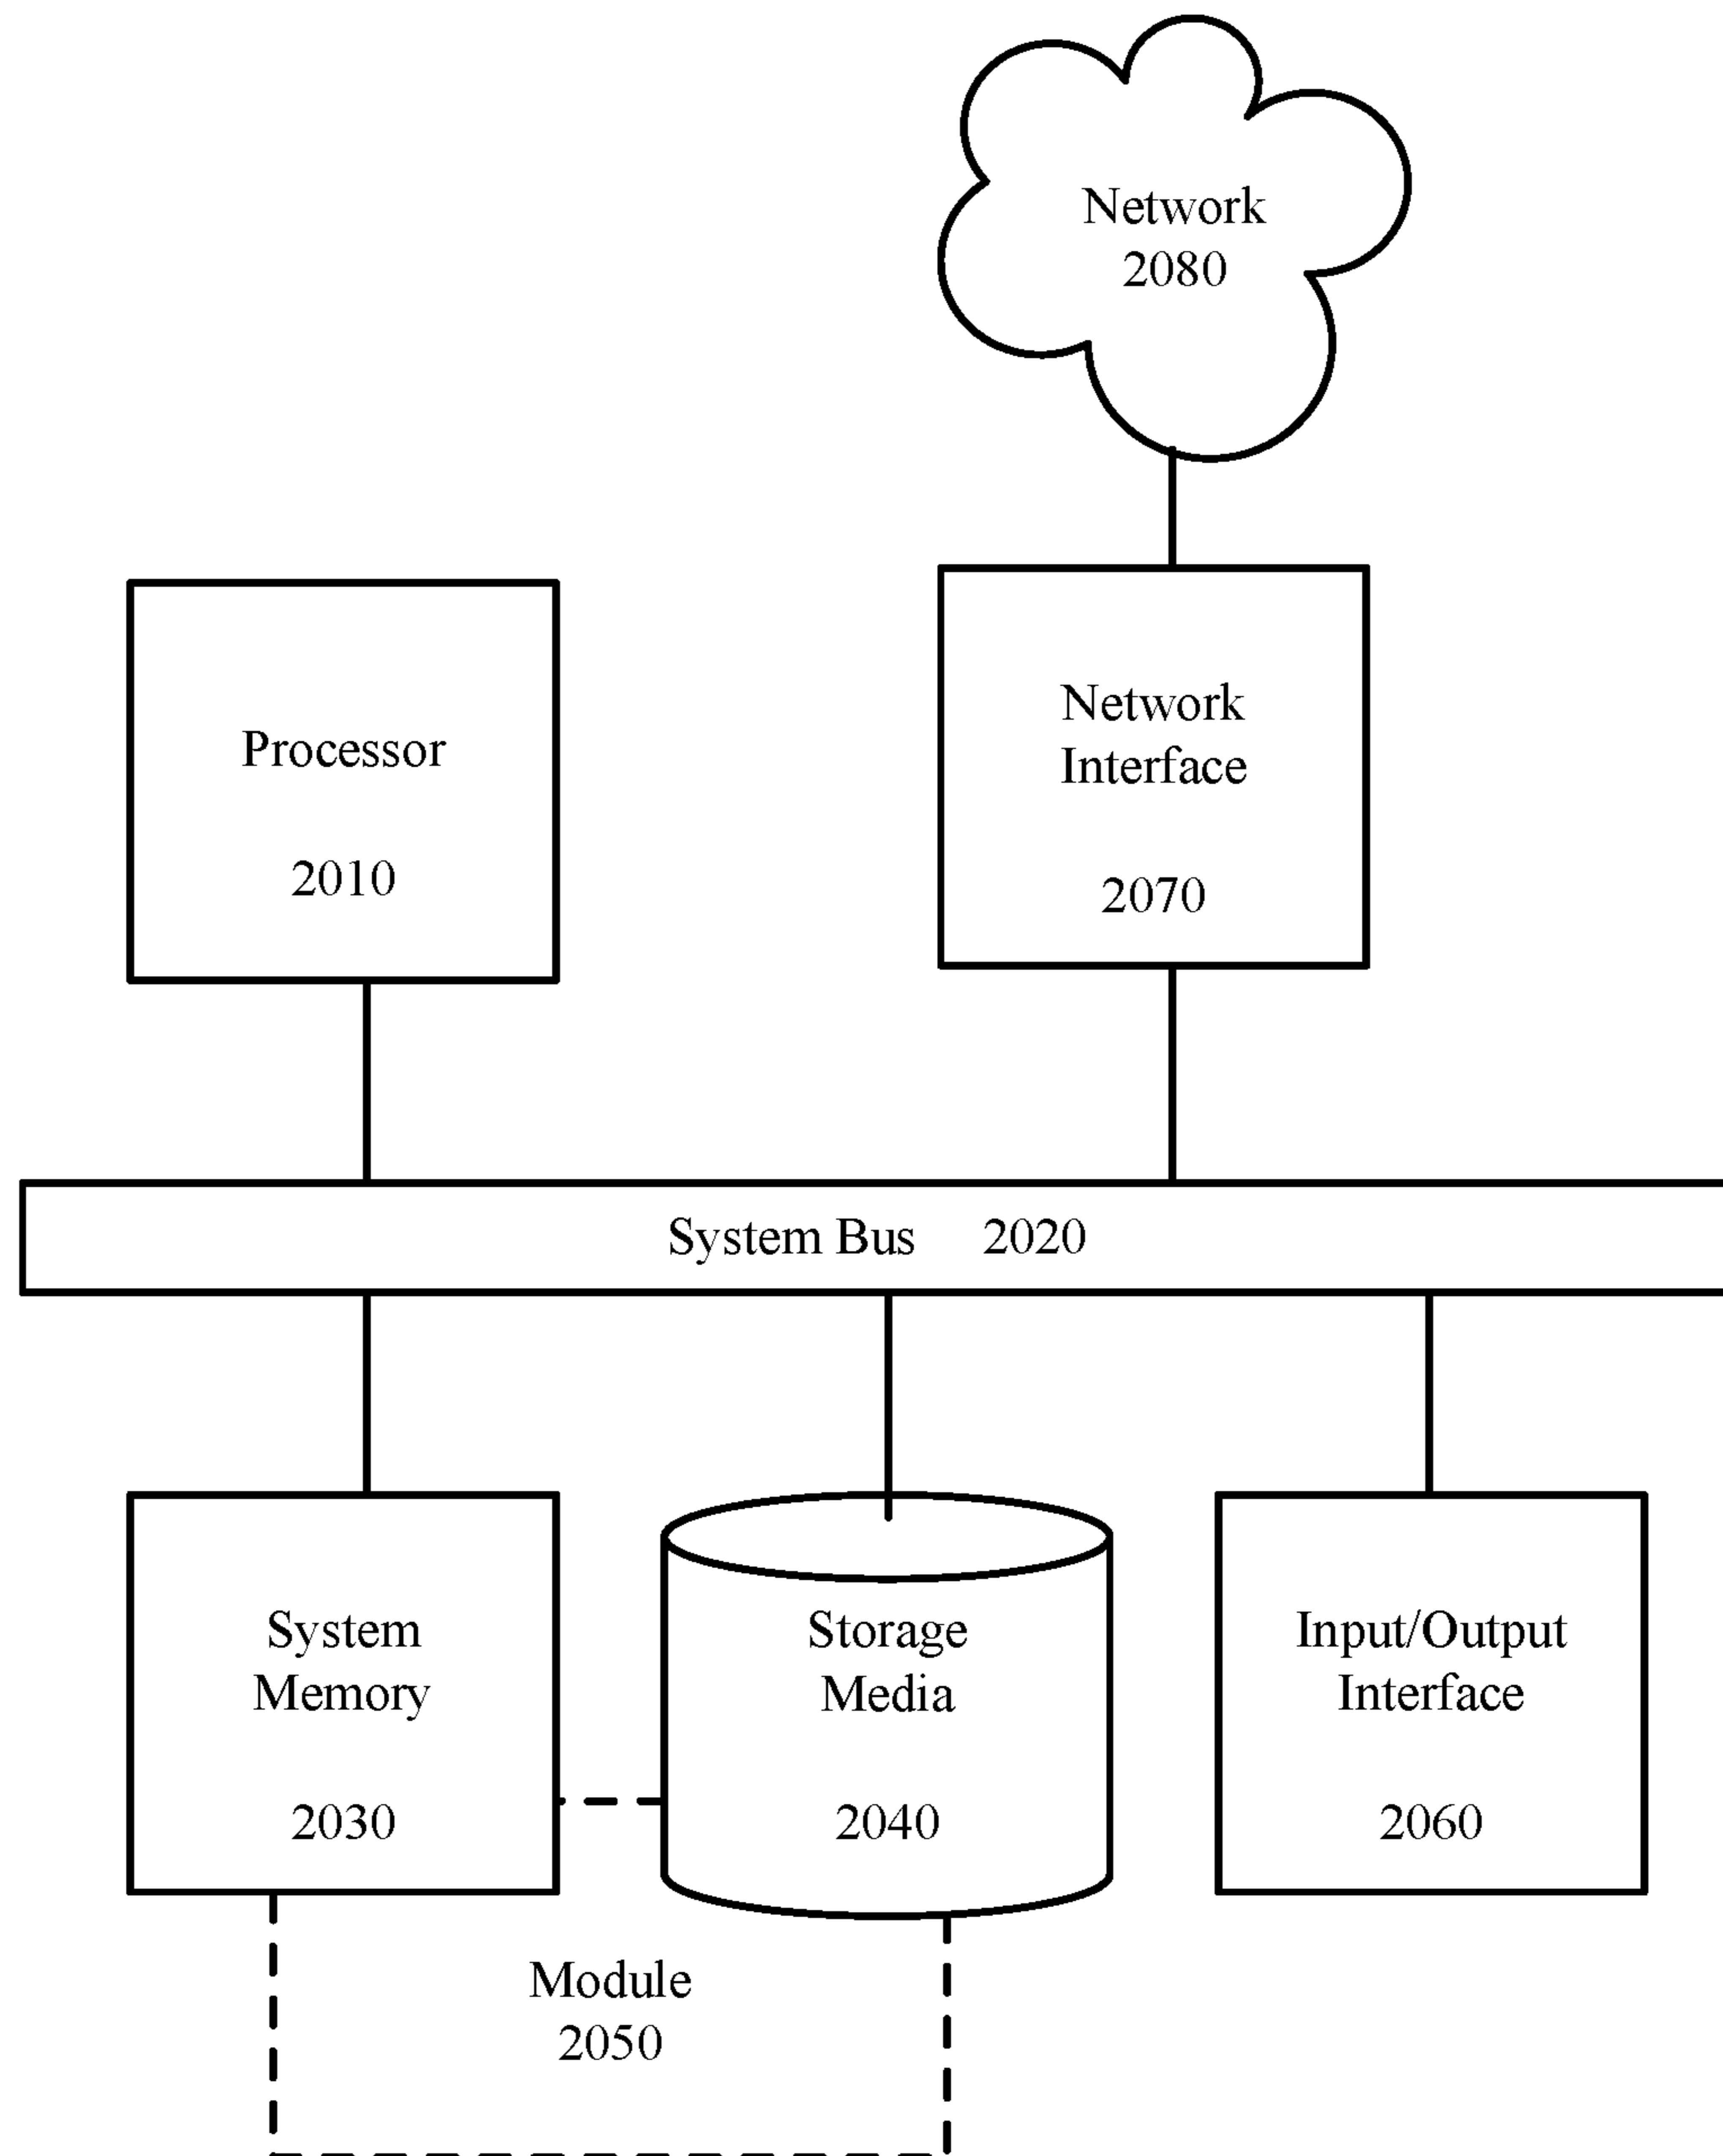 Network
2080
Processor
2010
Network
Interface
2070
System Bus 2020
System
Memory
2030
Storage
Media
2040
Input/Output
Interface
2060
Module
2050